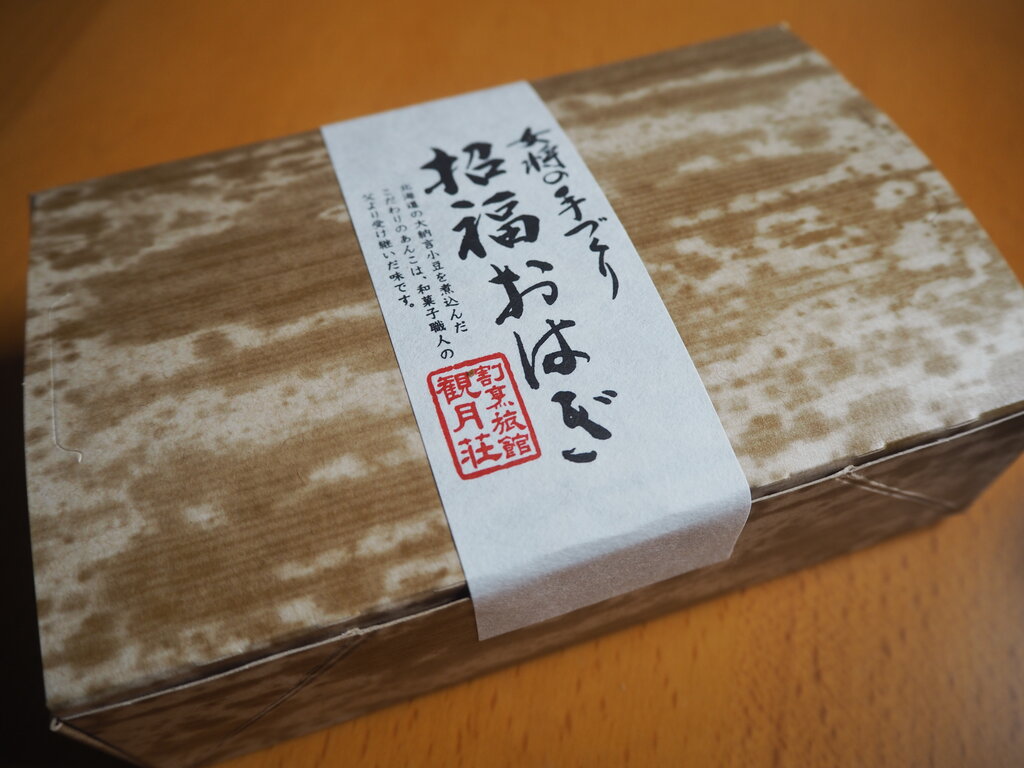 女将の手づくり
招福おはぎ
北海道の大納言小豆を煮込んだ
こだわりのあんこは、和菓子職人の
父より受け継いだ味です。
割烹旅館
観月荘